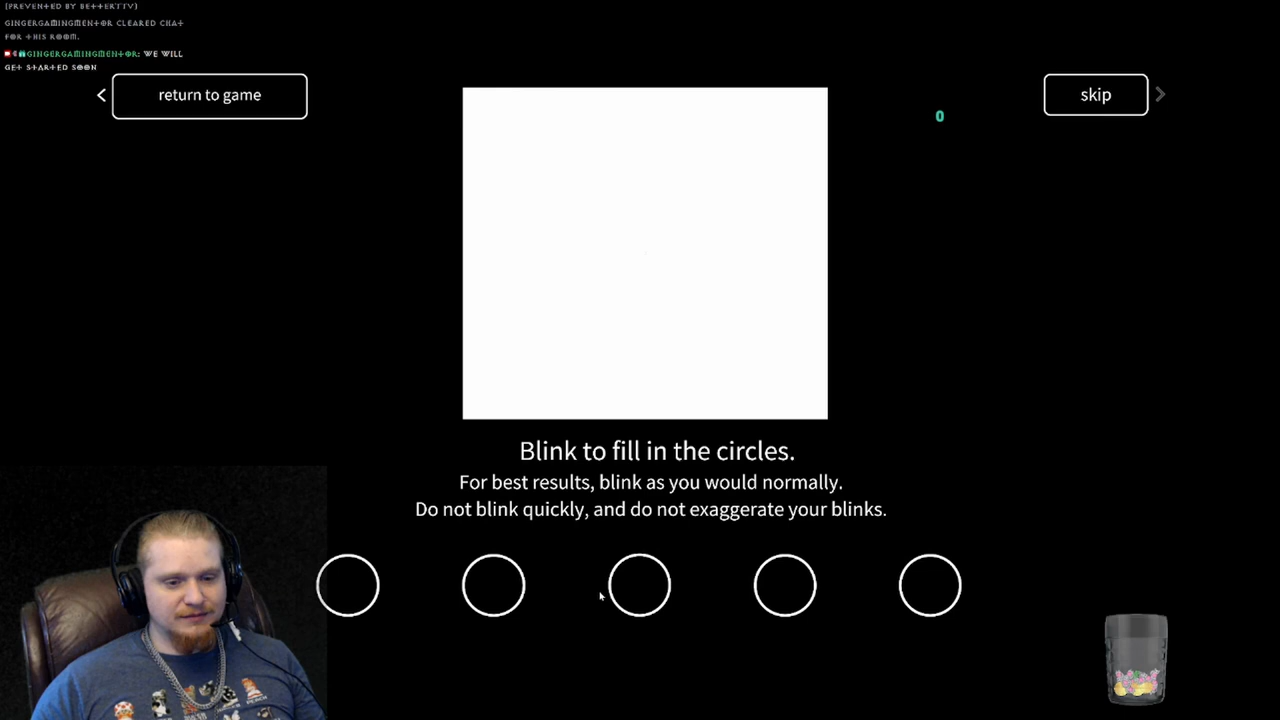 (PREVENTED BY BETTERTTV)
GINGERGAMINGMENTOR CLEARED CHAT
FOR THIS ROOM.
GINGERGAMINGMENTOR: WE WILL
GET STARTED SOON
return to game
skip
0
Blink to fill in the circles.
For best results, blink as you would normally.
Do not blink quickly, and do not exaggerate your blinks.